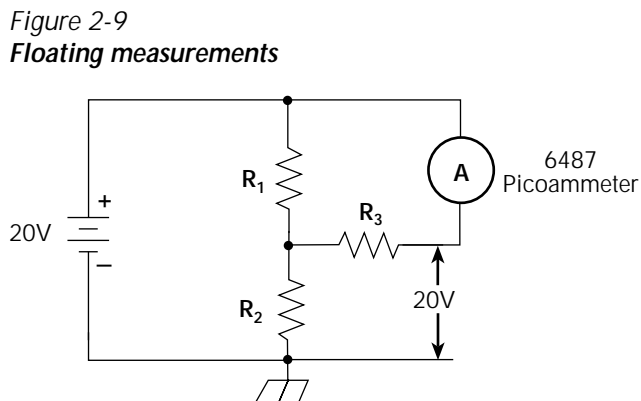 Figure 2-9
Floating measurements
R1
A
6487
Picoammeter
R3
+
20V
–
20V
R2